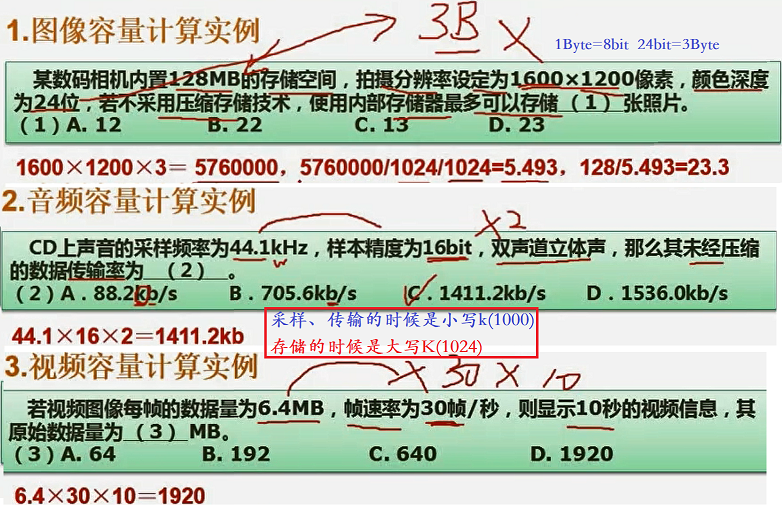 1.图像容量计算实例
3B ×
1Byte=8bit 24bit=3Byte
某数码相机内置128MB的存储空间，拍摄分辨率设定为1600×1200像素，颜色深度
为24位，若不采用压缩存储技术，使用内部存储器最多可以存储（1）张照片。
（1）A. 12 B. 22 C. 13 D. 23
1600×1200×3＝ 5760000，5760000/1024/1024=5.493，128/5.493=23.3
2.音频容量计算实例
×2
CD上声音的采样频率为44.1kHz，样本精度为16bit，双声道立体声，那么其未经压缩
的数据传输率为 （2） 。
（2）A．88.2kb/s B．705.6kb/s C．1411.2kb/s D．1536.0kb/s
44.1×16×2＝1411.2kb
采样、传输的时候是小写k(1000)
存储的时候是大写K(1024)
3.视频容量计算实例
×30×10
若视频图像每帧的数据量为6.4MB，帧速率为30帧/秒，则显示10秒的视频信息，其
原始数据量为（3）MB。
（3）A. 64 B. 192 C. 640 D. 1920
6.4×30×10＝1920